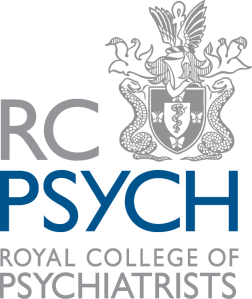 RC
PSYCH
ROYAL COLLEGE OF
PSYCHIATRISTS